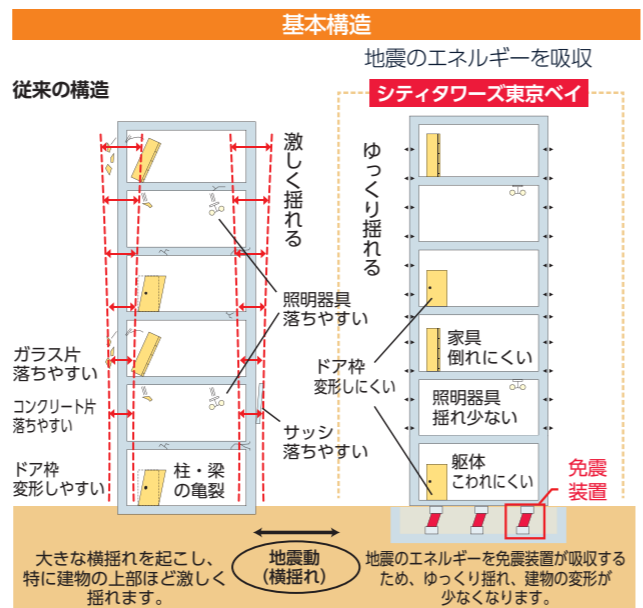 基本構造
従来の構造
激しく揺れる
照明器具
落ちやすい
ガラス片
落ちやすい
コンクリート片
落ちやすい
サッシ
落ちやすい
ドア枠
変形しやすい
柱・梁
の亀裂
大きな横揺れを起こし、
特に建物の上部ほど激しく
揺れます。
地震動
(横揺れ)
地震のエネルギーを吸収
シティタワーズ東京ベイ
ゆっくり揺れる
ドア枠
変形しにくい
家具
倒れにくい
照明器具
揺れ少ない
躯体
こわれにくい
免震
装置
地震のエネルギーを免震装置が吸収する
ため、ゆっくり揺れ、建物の変形が
少なくなります。